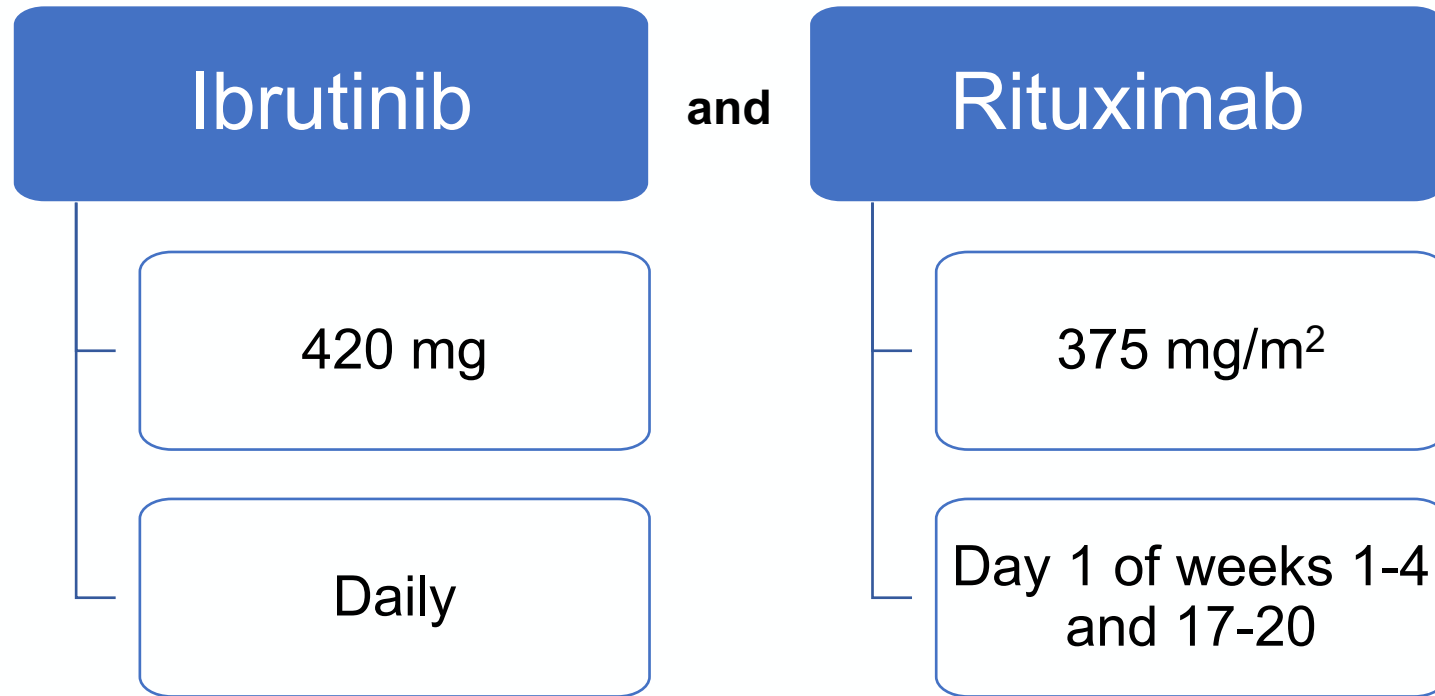 Ibrutinib
and
Rituximab
420 mg
Daily
375 mg/m²
Day 1 of weeks 1-4
and 17-20